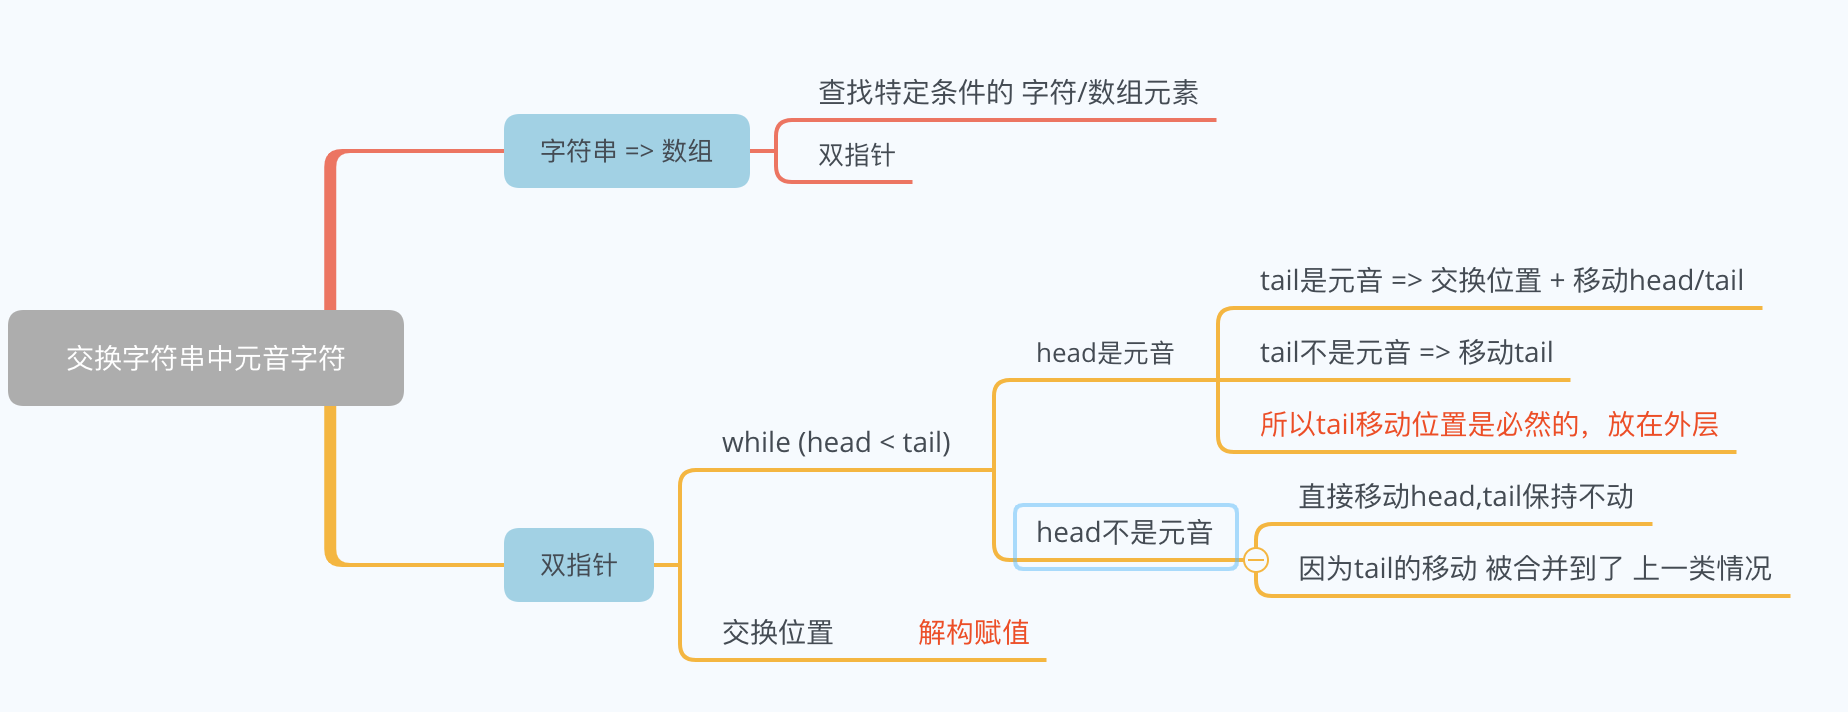 查找特定条件的 字符/数组元素
字符串 => 数组
双指针
tail是元音 => 交换位置 + 移动head/tail
head是元音
tail不是元音 => 移动tail
交换字符串中元音字符
所以tail移动位置是必然的，放在外层
while (head < tail)
直接移动head,tail保持不动
head不是元音
因为tail的移动 被合并到了 上一类情况
双指针
交换位置 解构赋值